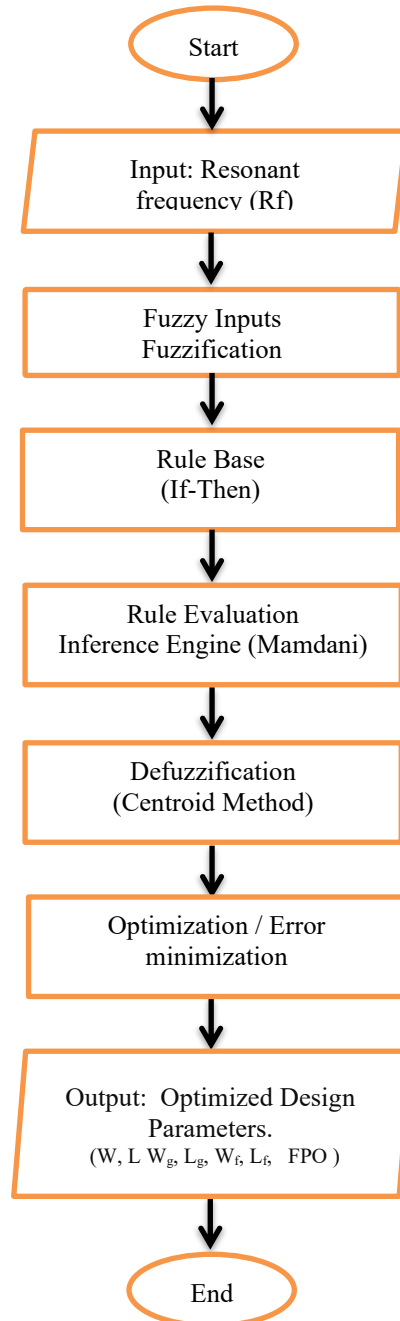 Start
Input: Resonant
frequency (Rf)
Fuzzy Inputs
Fuzzification
Rule Base
(If-Then)
Rule Evaluation
Inference Engine (Mamdani)
Defuzzification
(Centroid Method)
Optimization / Error
minimization
Output: Optimized Design
Parameters.
(W, L Wg, Lg, Wf, Lf, FPO )
End